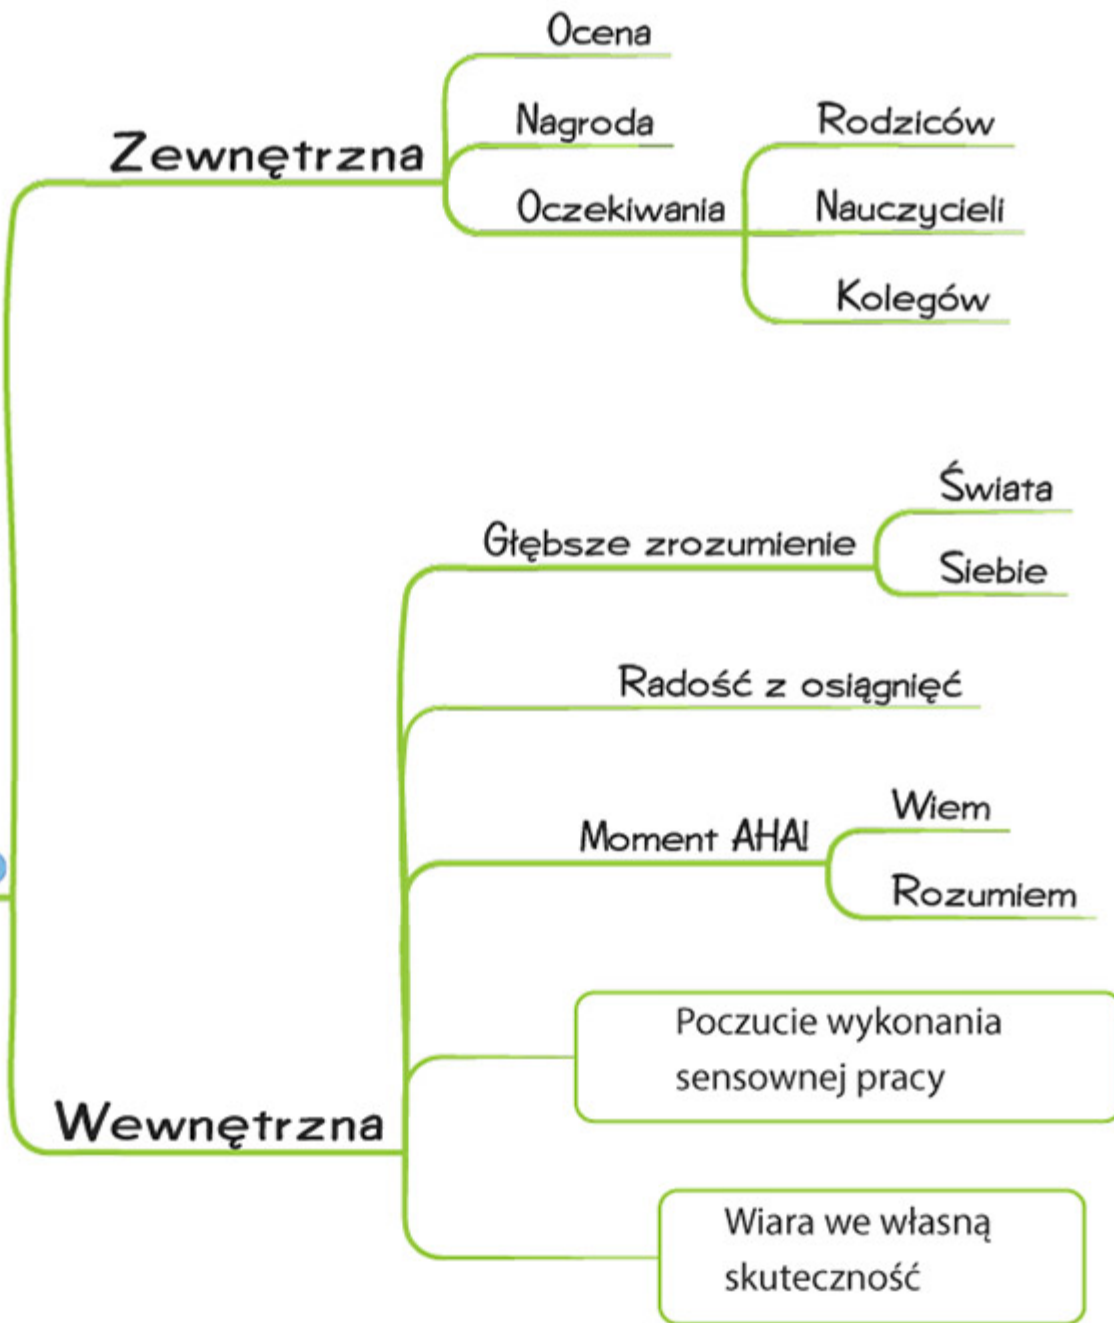 Zewnętrzna
Ocena
Nagroda
Oczekiwania
Rodziców
Nauczycieli
Kolegów
Wewnętrzna
Głębsze zrozumienie
Świata
Siebie
Radość z osiągnięć
Moment AHA!
Wiem
Rozumiem
Poczucie wykonania
sensownej pracy
Wiara we własną
skuteczność